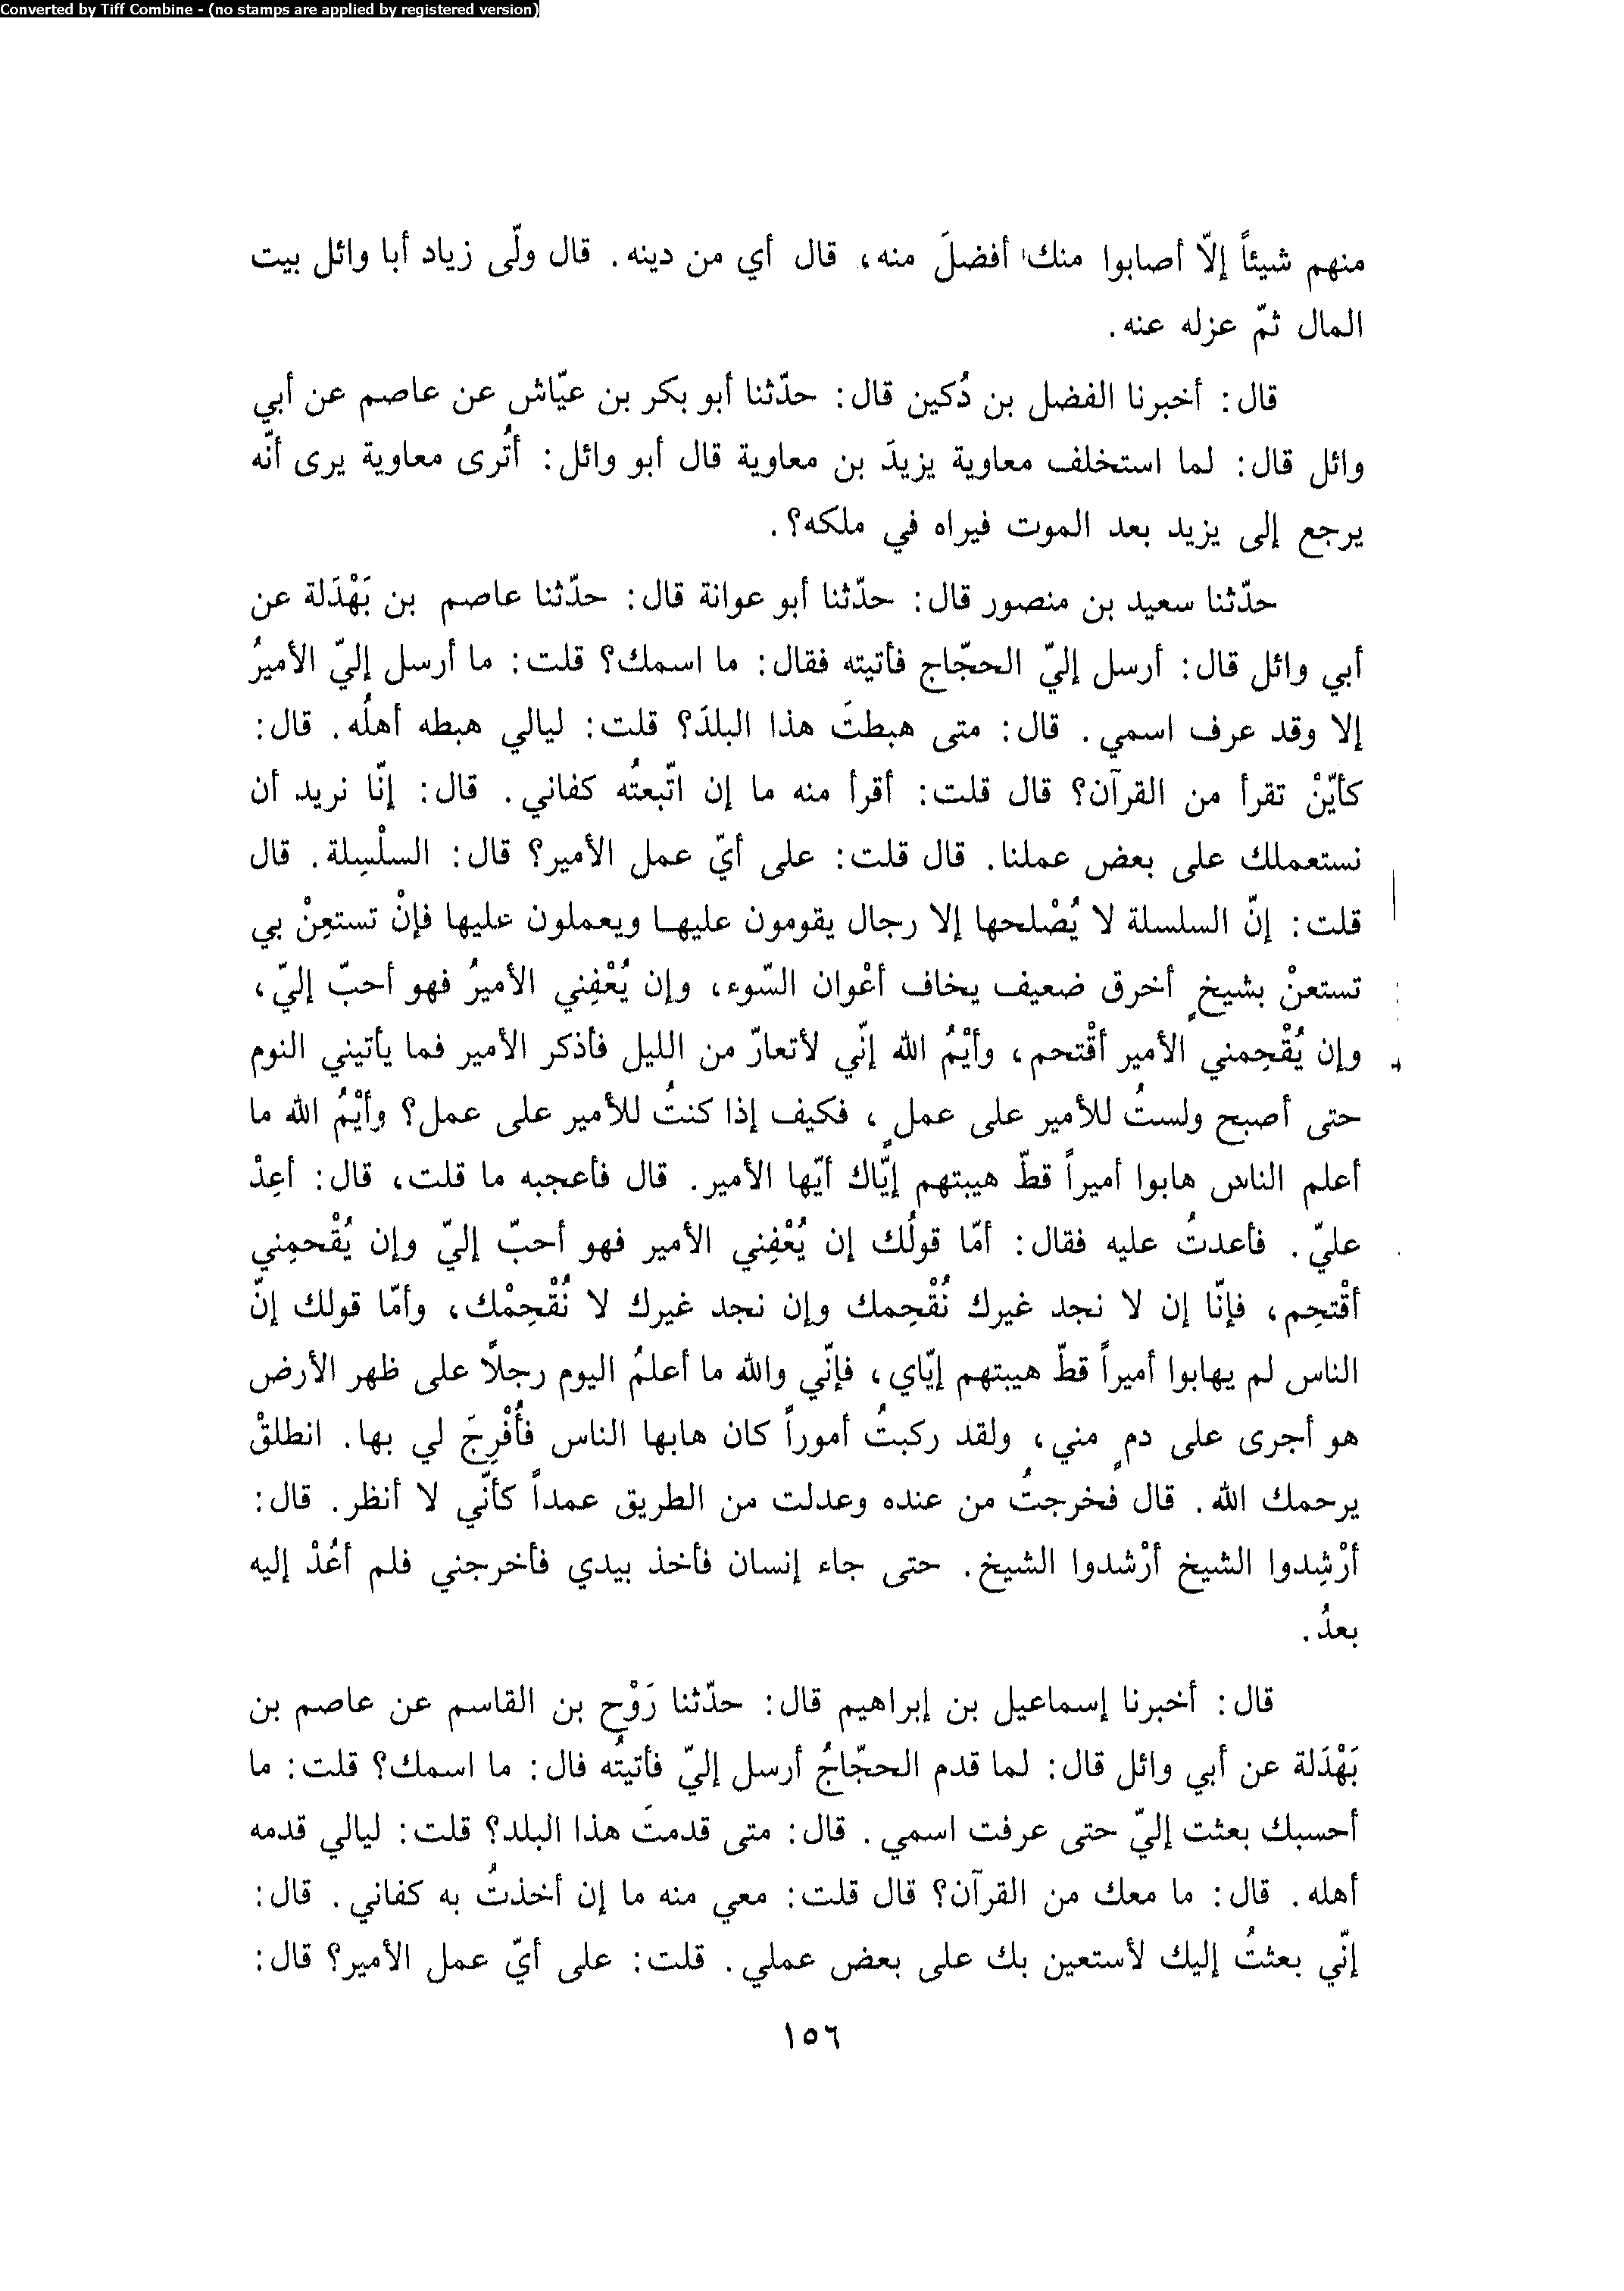 Converted by Tiff Combine - (no stamps are applied by registered version)
منهم شيئاً إلاّ أصابوا منك أفضلَ منه، قال أي من دينه. قال ولّى زياد أبا وائل بيت
المال ثمّ عزله عنه.
قال: أخبرنا الفضل بن دُكين قال: حدّثنا أبو بكر بن عيّاش عن عاصم عن أبي
وائل قال: لما استخلف معاوية يزيدَ بن معاوية قال أبو وائل: أتُرى معاوية يرى أنّه
يرجع إلى يزيد بعد الموت فيراه في ملكه؟.
حدّثنا سعيد بن منصور قال: حدّثنا أبو عوانة قال: حدّثنا عاصم بن بَهْدَلة عن
أبي وائل قال: أرسل إليّ الحجّاج فأتيته فقال: ما اسمك؟ قلت: ما أرسل إليّ الأميرُ
إلا وقد عرف اسمي. قال: متى هبطتَ هذا البلدَ؟ قلت: ليالي هبطه أهلُه. قال:
كأيّنْ تقرأ من القرآن؟ قال قلت: أقرأ منه ما إن اتّبعتُه كفاني. قال: إنّا نريد أن
نستعملك على بعض عملنا. قال قلت: على أيّ عمل الأمير؟ قال: السلْسِلة. قال
قلت: إنّ السلسلة لا يُصْلحها إلا رجال يقومون عليها ويعملون عليها فإنْ تستعِنْ بي
تستعنْ بشيخٍ أخرق ضعيف يخاف أعْوان السّوء، وإن يُعْفِني الأميرُ فهو أحبّ إليّ،
وإن يُقْحِمني الأمير أقْتحم، وأيْمُ الله إنّي لأتعارّ من الليل فأذكر الأمير فما يأتيني النوم
حتى أصبح ولستُ للأمير على عملٍ، فكيف إذا كنتُ للأمير على عمل؟ وأيْمُ الله ما
أعلم الناس هابوا أميراً قطّ هيبتهم إيّاك أيّها الأمير. قال فأعجبه ما قلت، قال: أعِدْ
عليّ. فأعدتُ عليه فقال: أمّا قولُك إن يُعْفِني الأمير فهو أحبّ إليّ وإن يُقْحمِني
أقْتحِم، فإنّا إن لا نجد غيرك نُقْحِمك وإن نجد غيرك لا نُقْحِمْك، وأمّا قولك إنّ
الناس لم يهابوا أميراً قطّ هيبتهم إيّاي، فإنّي والله ما أعلمُ اليوم رجلًا على ظهر الأرض
هو أجرى على دمٍ مني، ولقد ركبتُ أموراً كان هابها الناس فأُفْرِجَ لي بها. انطلقْ
يرحمك الله. قال فخرجتُ من عنده وعدلت من الطريق عمداً كأنّي لا أنظر. قال:
أرْشِدوا الشيخ أرْشدوا الشيخ. حتى جاء إنسان فأخذ بيدي فأخرجني فلم أعُدْ إليه
بعدُ.
قال: أخبرنا إسماعيل بن إبراهيم قال: حدّثنا رَوْح بن القاسم عن عاصم بن
بَهْدَلة عن أبي وائل قال: لما قدم الحجّاجُ أرسل إليّ فأتيتُه فال: ما اسمك؟ قلت: ما
أحسبك بعثت إليّ حتى عرفت اسمي. قال: متى قدمتَ هذا البلد؟ قلت: ليالي قدمه
أهله. قال: ما معك من القرآن؟ قال قلت: معي منه ما إن أخذتُ به كفاني. قال:
إنّي بعثتُ إليك لأستعين بك على بعض عملي. قلت: على أيّ عمل الأمير؟ قال:
١٥٦